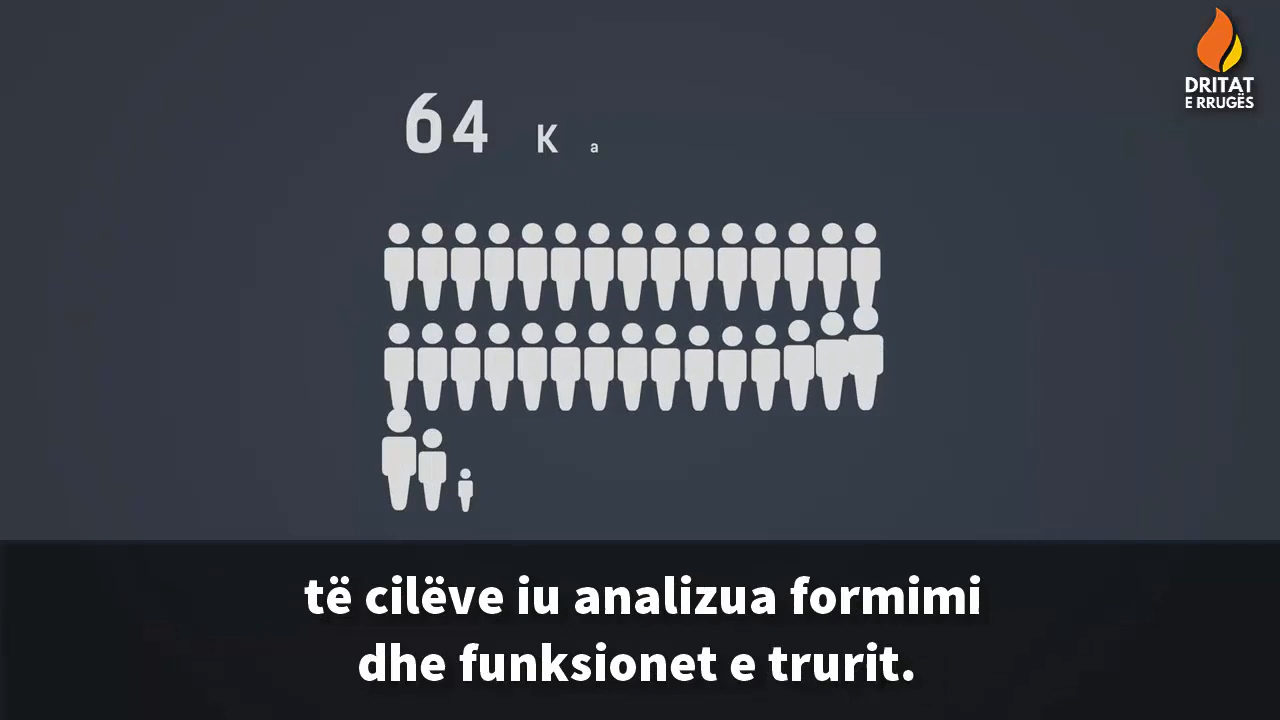 DRITAT
E RRUGËS
64 K a
të cilëve iu analizua formimi
dhe funksionet e trurit.